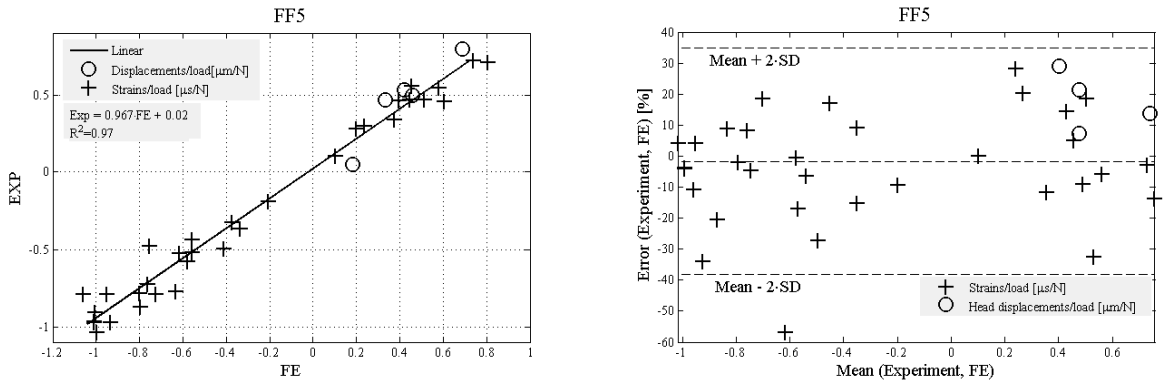 FF5
Linear
Displacements/load[μm/N]
Strains/load [μs/N]
Exp = 0.967·FE + 0.02
R²=0.97
EXP
0.5
0
-0.5
-1
-1.2 -1 -0.8 -0.6 -0.4 -0.2 0 0.2 0.4 0.6 0.8 1
FE
FF5
Error (Experiment, FE) [%]
40
30
20
10
0
-10
-20
-30
-40
-50
-60
Mean + 2·SD
Mean - 2·SD
Strains/load [μs/N]
Head displacements/load [μm/N]
-1 -0.8 -0.6 -0.4 -0.2 0 0.2 0.4 0.6
Mean (Experiment, FE)